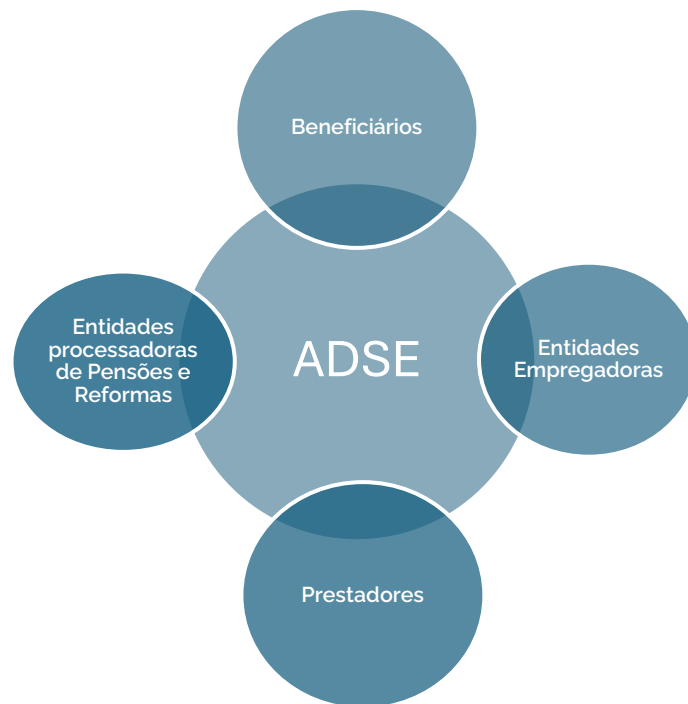 Beneficiários
Entidades
processadoras
de Pensões e
Reformas
ADSE
Entidades
Empregadoras
Prestadores